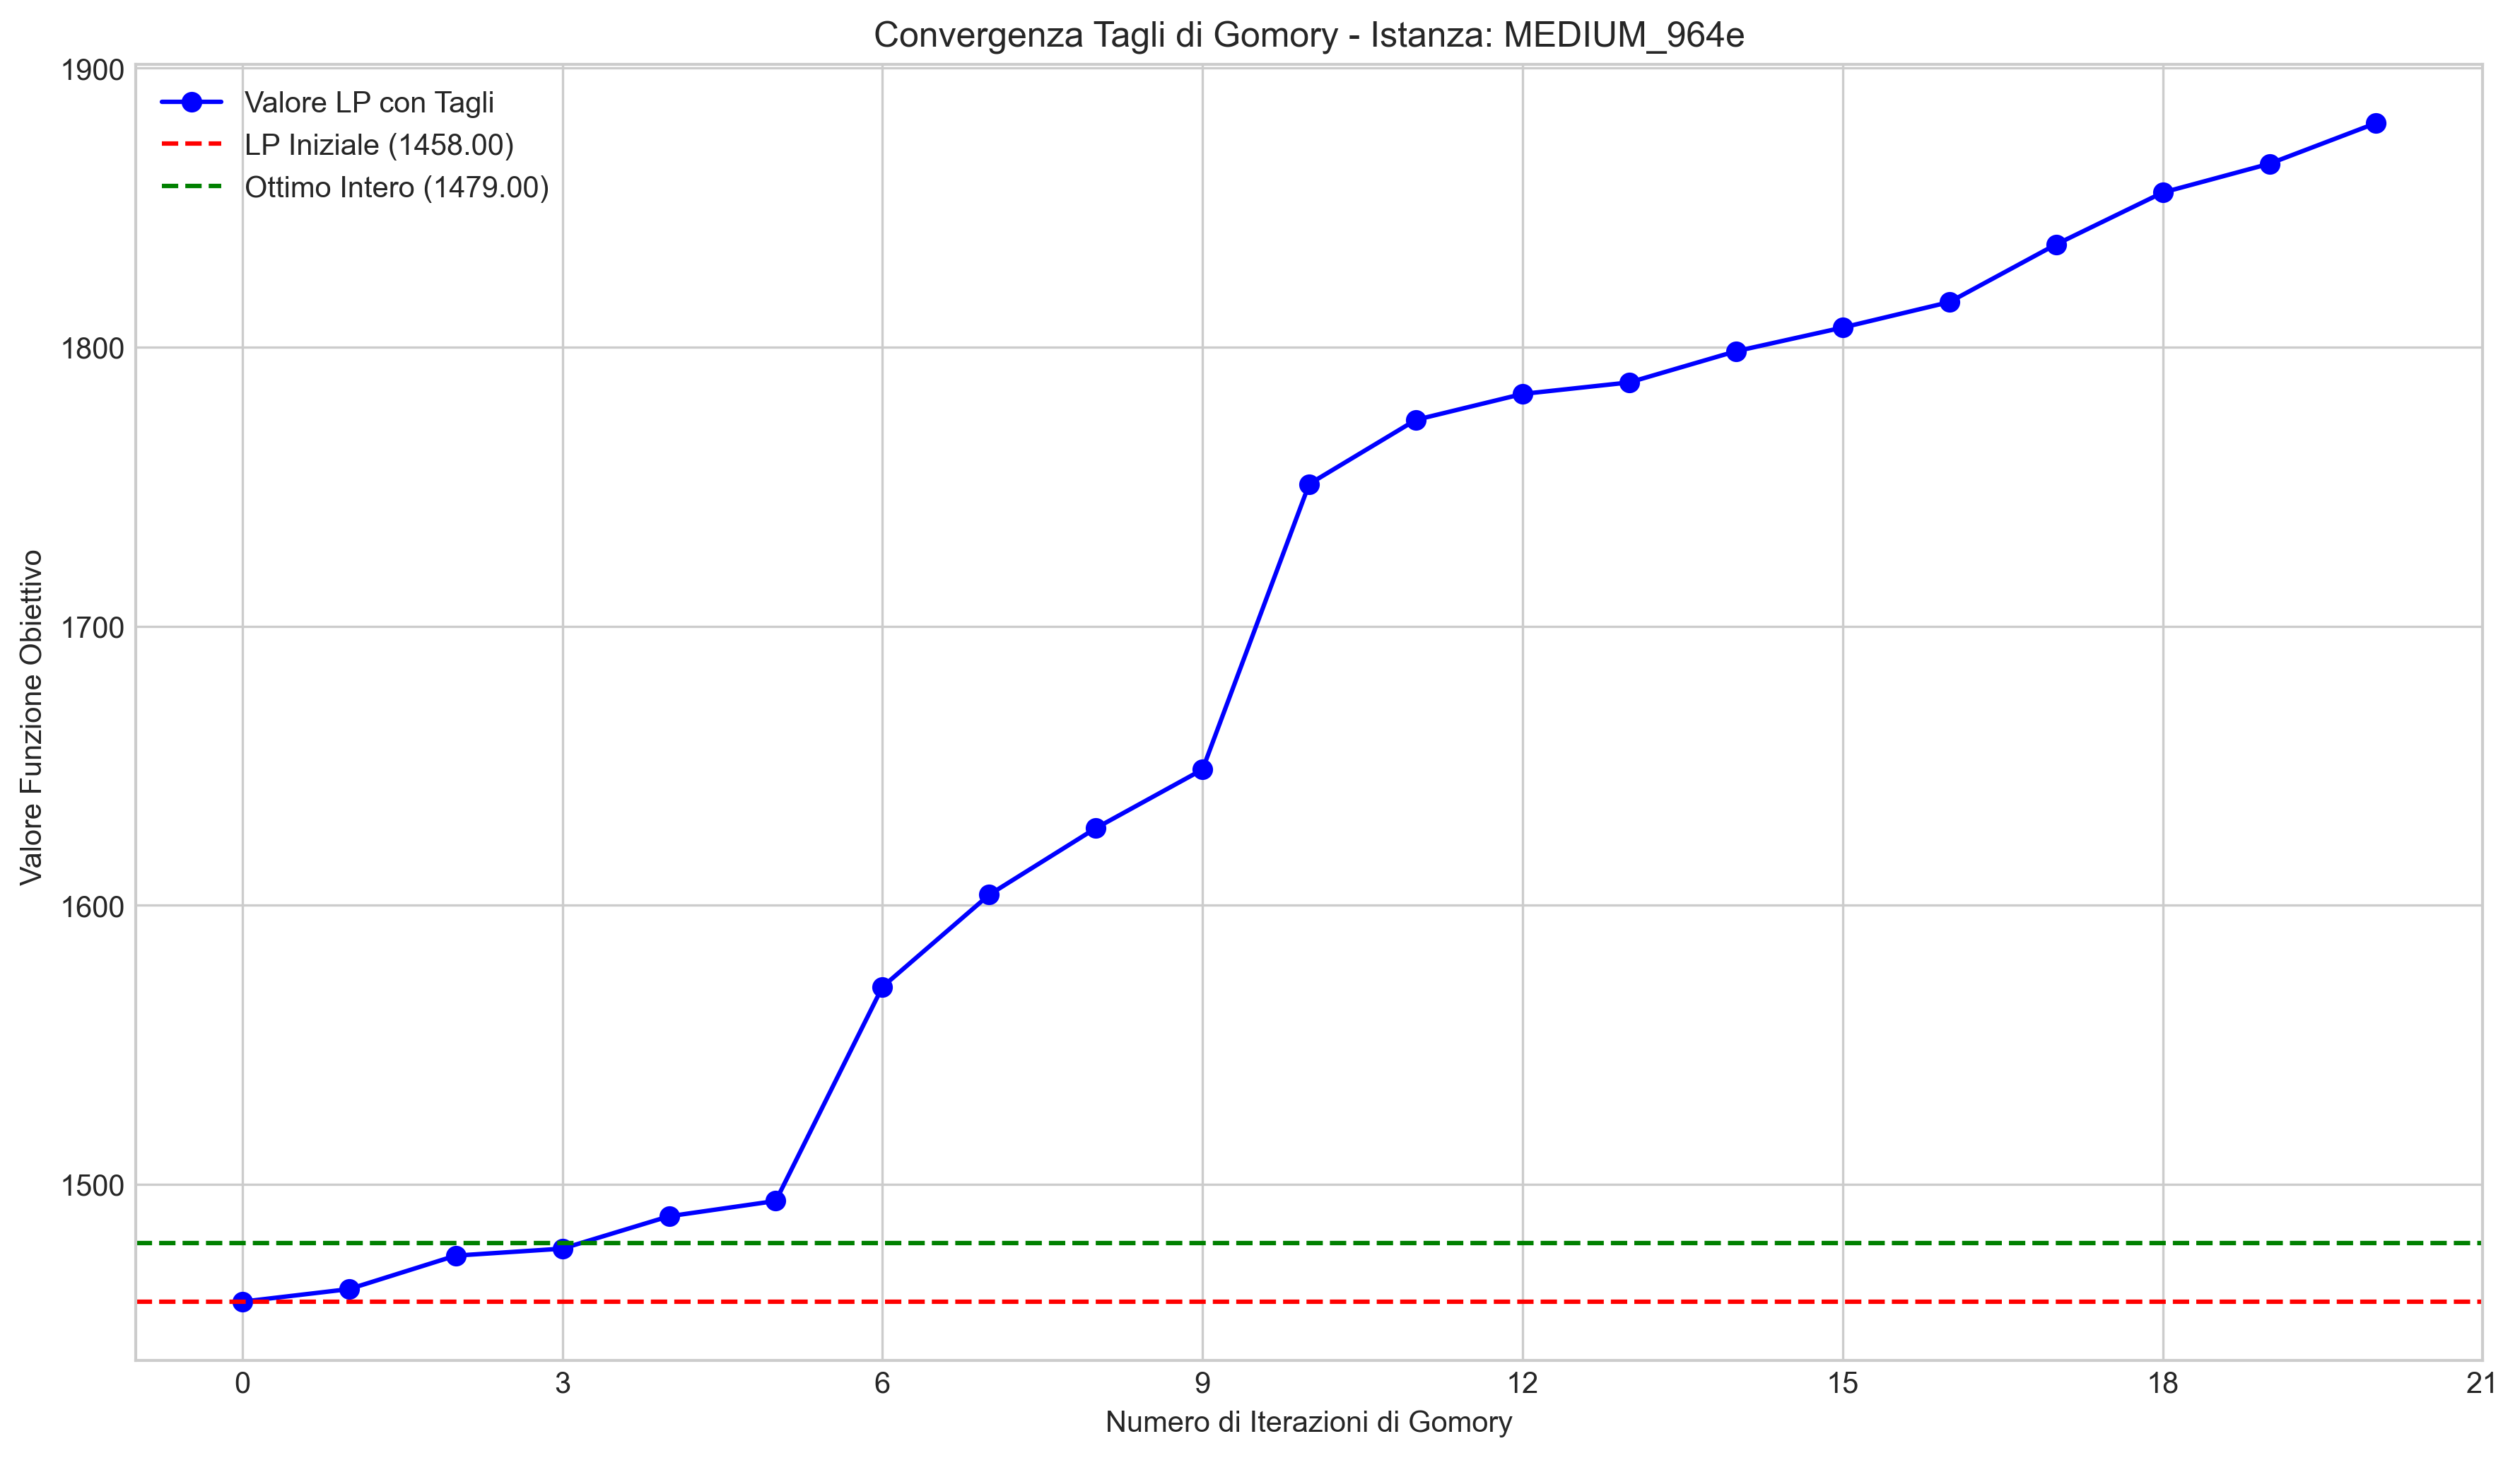 Convergenza Tagli di Gomory - Istanza: MEDIUM_964e
Valore LP con Tagli
LP Iniziale (1458.00)
Ottimo Intero (1479.00)
Valore Funzione Obiettivo
1900
1800
1700
1600
1500
0 3 6 9 12 15 18 21
Numero di Iterazioni di Gomory